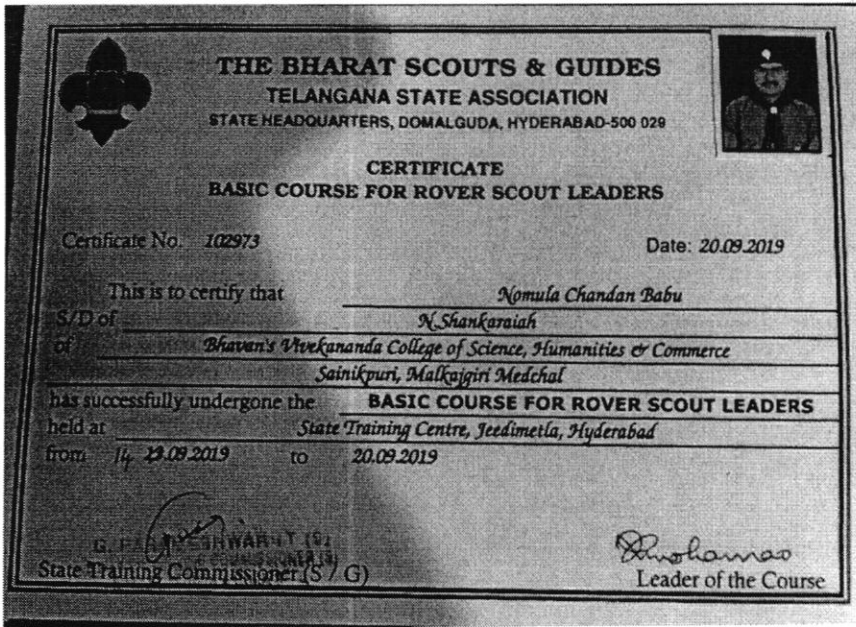 THE BHARAT SCOUTS & GUIDES
TELANGANA STATE ASSOCIATION
STATE HEADQUARTERS, DOMALGUDA, HYDERABAD-500 029
CERTIFICATE
BASIC COURSE FOR ROVER SCOUT LEADERS
Certificate No. 102973 Date: 20.09.2019
This is to certify that Nomula Chandan Babu
S/D of N.Shankaraiah
of Bhavan's Vivekananda College of Science, Humanities & Commerce
Sainikpuri, Malkajgiri Medchal
has successfully undergone the BASIC COURSE FOR ROVER SCOUT LEADERS
held at State Training Centre, Jeedimetla, Hyderabad
from 14 .09.2019 to 20.09.2019
G.
State Training Commissioner (S / G)
Leader of the Course